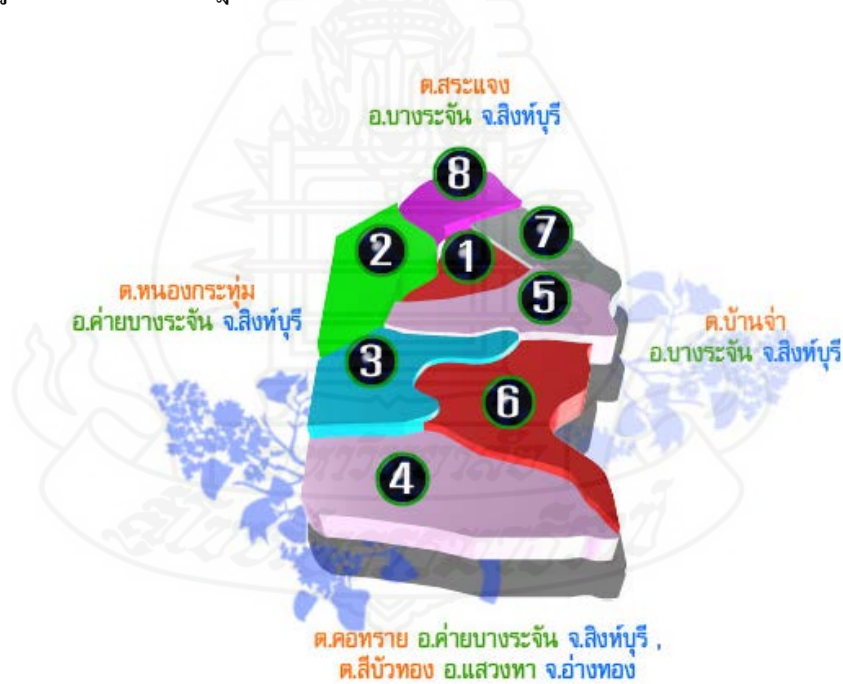 ต.สระแจง
อ.บางระจัน จ.สิงห์บุรี
8
2
1
7
ต.หนองกระทุ่ม
อ.ค่ายบางระจัน จ.สิงห์บุรี
5
ต.บ้านจ่า
อ.บางระจัน จ.สิงห์บุรี
3
6
4
ต.คอทราย อ.ค่ายบางระจัน จ.สิงห์บุรี ,
ต.สีบัวทอง อ.แสวงหา จ.อ่างทอง